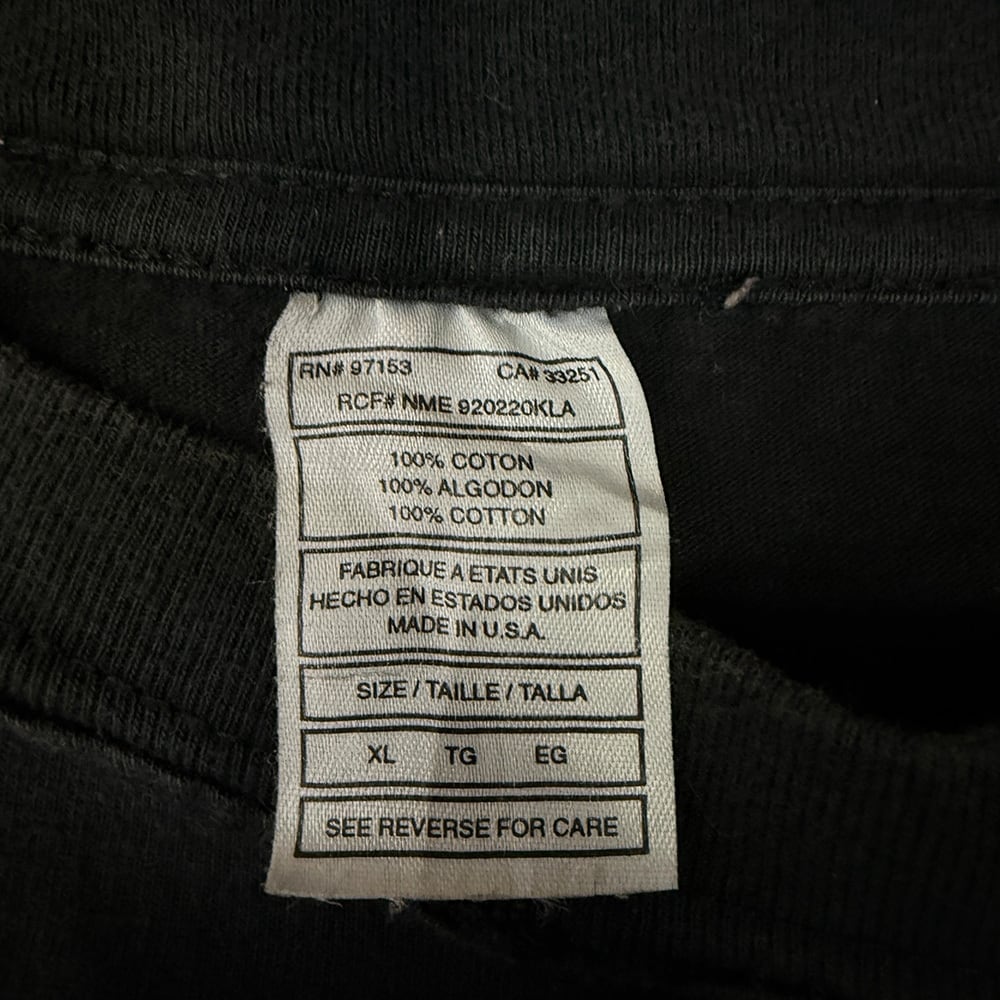 RN# 97153 CA# 33251
RCF# NME 920220KLA
100% COTON
100% ALGODON
100% COTTON
FABRIQUE A ETATS UNIS
HECHO EN ESTADOS UNIDOS
MADE IN U.S.A.
SIZE / TAILLE / TALLA
XL TG EG
SEE REVERSE FOR CARE